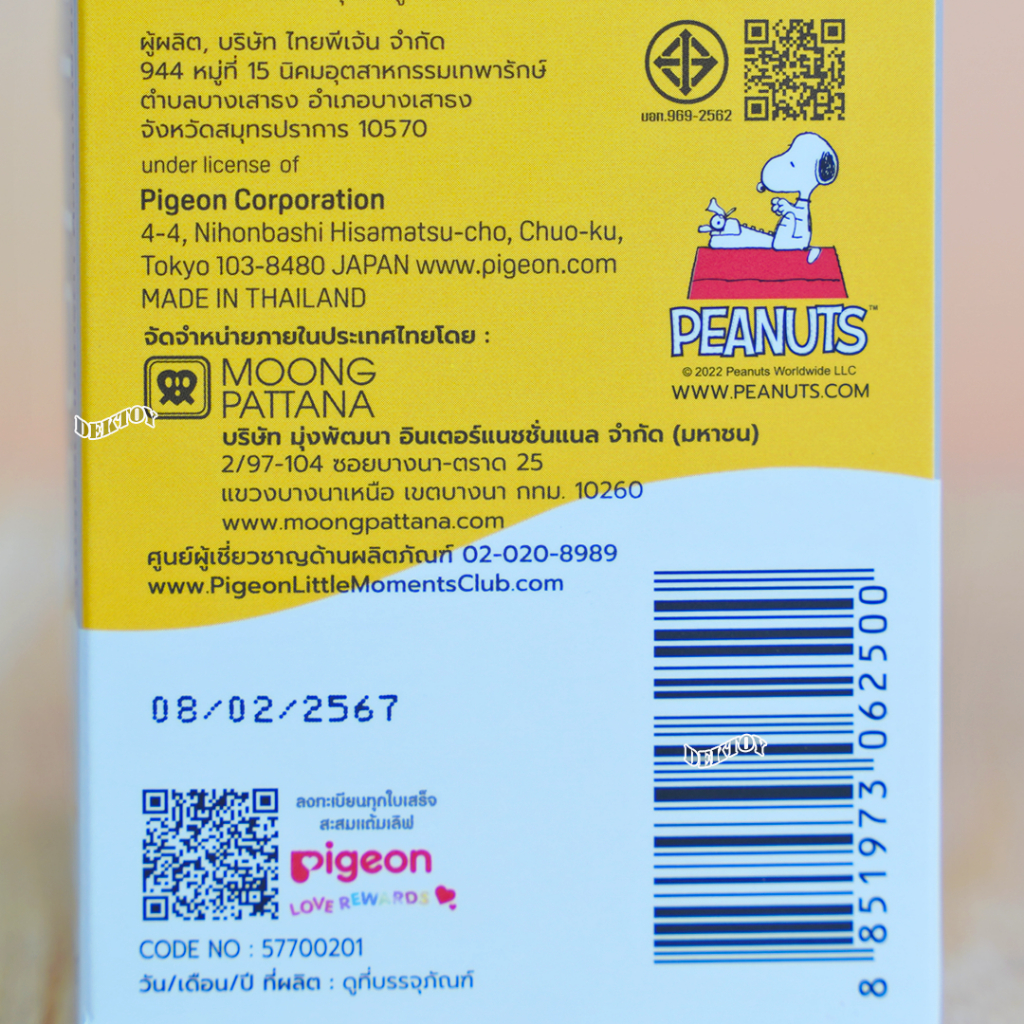 ผู้ผลิต, บริษัท ไทยพีเจ้น จำกัด
944 หมู่ที่ 15 นิคมอุตสาหกรรมเทพารักษ์
ตำบลบางเสาธง อำเภอบางเสาธง
จังหวัดสมุทรปราการ 10570
under license of
Pigeon Corporation
4-4, Nihonbashi Hisamatsu-cho, Chuo-ku,
Tokyo 103-8480 JAPAN www.pigeon.com
MADE IN THAILAND
มอก.969-2562
PEANUTS™
© 2022 Peanuts Worldwide LLC
WWW.PEANUTS.COM
จัดจำหน่ายภายในประเทศไทยโดย :
MOONG
PATTANA
DEKTOY
บริษัท มุ่งพัฒนา อินเตอร์แนชชั่นแนล จำกัด (มหาชน)
2/97-104 ซอยบางนา-ตราด 25
แขวงบางนาเหนือ เขตบางนา กทม. 10260
www.moongpattana.com
ศูนย์ผู้เชี่ยวชาญด้านผลิตภัณฑ์ 02-020-8989
www.PigeonLittleMomentsClub.com
08/02/2567
DEKTOY
8 851973 062500
ลงทะเบียนทุกใบเสร็จ
สะสมแต้มเลิฟ
pigeon
LOVE REWARDS
CODE NO : 57700201
วัน/เดือน/ปี ที่ผลิต : ดูที่บรรจุภัณฑ์